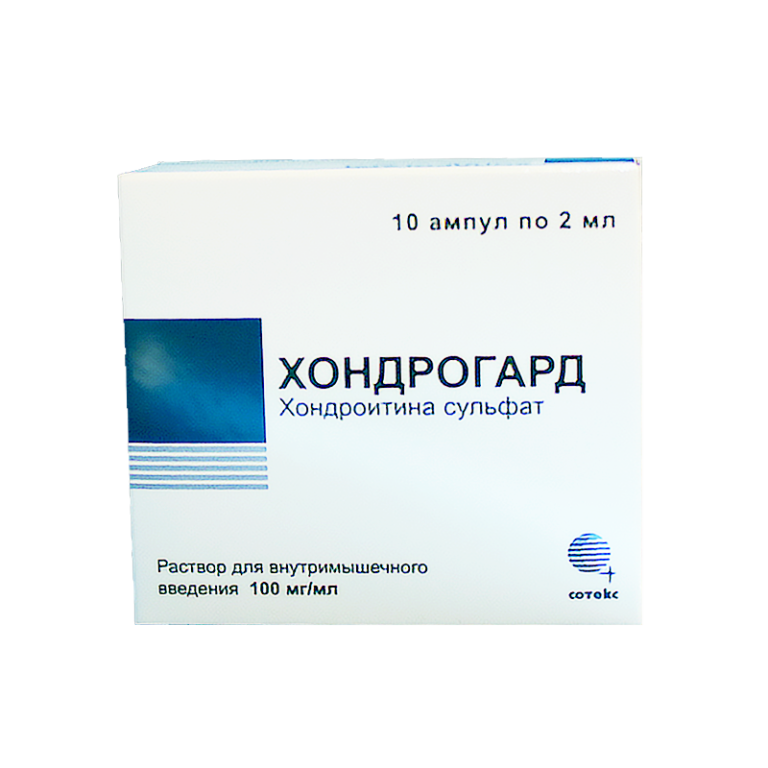 10 ампул по 2 мл
ХОНДРОГАРД
Хондроитина сульфат
Раствор для внутримышечного
введения 100 мг/мл
сотекс